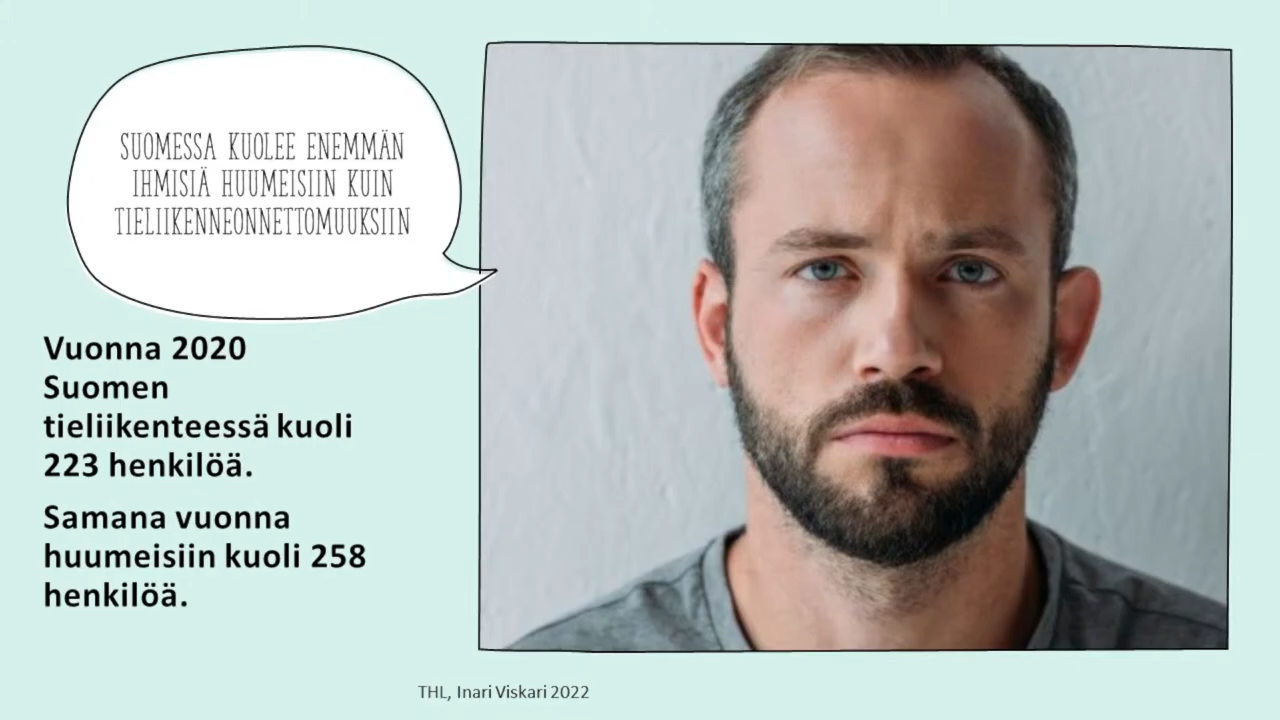 SUOMESSA KUOLEE ENEMMÄN
IHMISIÄ HUUMEISIIN KUIN
TIELIIKENNEONNETTOMUUKSIIN
Vuonna 2020
Suomen
tieliikenteessä kuoli
223 henkilöä.
Samana vuonna
huumeisiin kuoli 258
henkilöä.
THL, Inari Viskari 2022